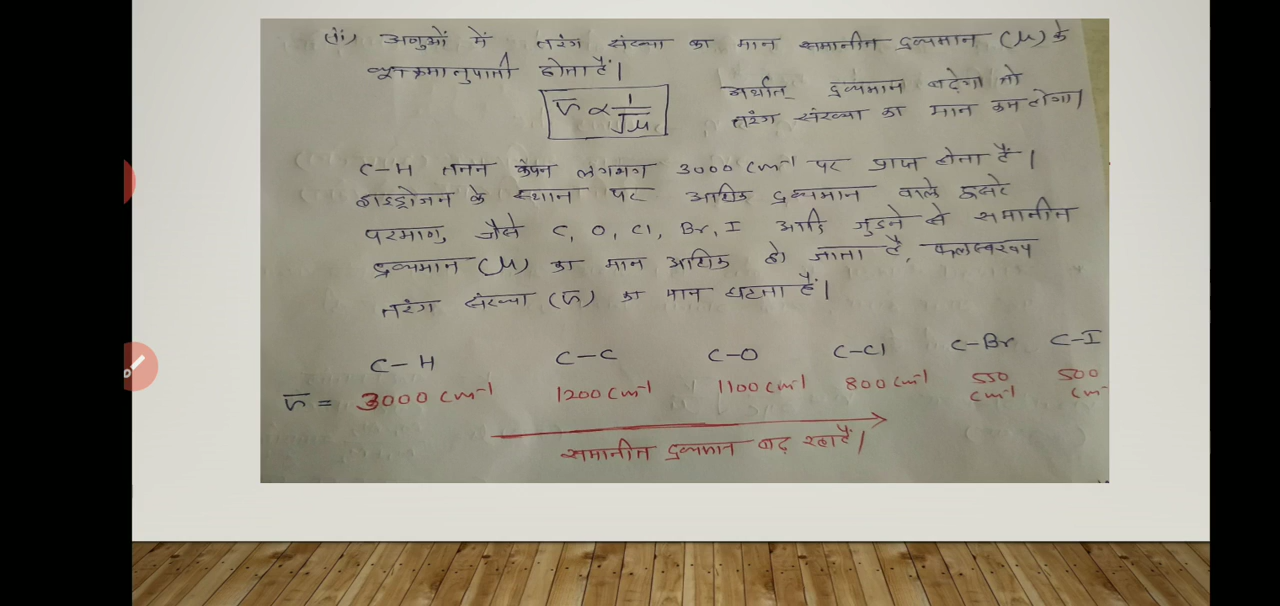 (ii) अणुओं में तरंग संख्या का मान समानीत द्रव्यमान (μ) के
व्युत्क्रमानुपाती होता है।
ν̅ ∝ 1/√μ
अर्थात् द्रव्यमान बढ़ेगा तो
तरंग संख्या का मान कम होगा।
C-H तनन कंपन लगभग 3000 cm⁻¹ पर प्राप्त होता है।
हाइड्रोजन के स्थान पर अधिक द्रव्यमान वाले दूसरे
परमाणु, जैसे C, O, Cl, Br, I आदि जुड़ने से समानीत
द्रव्यमान (μ) का मान अधिक हो जाता है, फलस्वरूप
तरंग संख्या (ν̅) का मान घटता है।
C-H C-C C-O C-Cl C-Br C-I
ν̅ = 3000 cm⁻¹ 1200 cm⁻¹ 1100 cm⁻¹ 800 cm⁻¹ 550 cm⁻¹ 500 cm⁻
समानीत द्रव्यमान बढ़ रहा है।